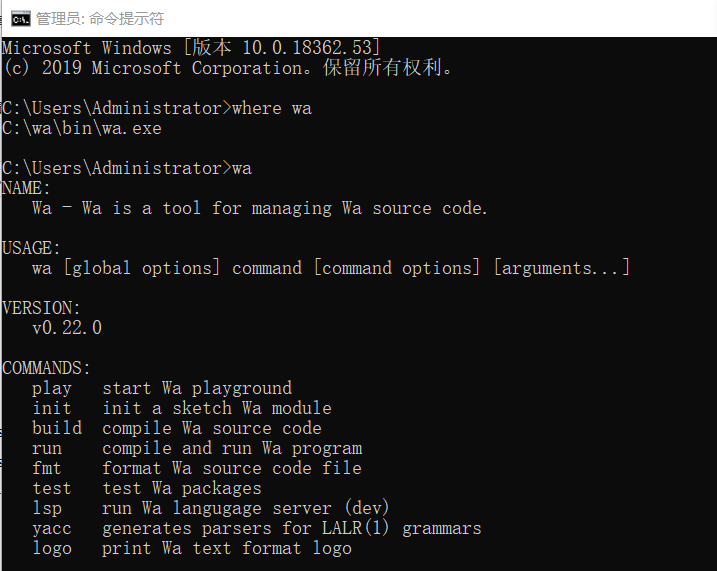 管理员: 命令提示符
Microsoft Windows [版本 10.0.18362.53]
(c) 2019 Microsoft Corporation。保留所有权利。
C:\Users\Administrator>where wa
C:\wa\bin\wa.exe
C:\Users\Administrator>wa
NAME:
Wa - Wa is a tool for managing Wa source code.
USAGE:
wa [global options] command [command options] [arguments...]
VERSION:
v0.22.0
COMMANDS:
play start Wa playground
init init a sketch Wa module
build compile Wa source code
run compile and run Wa program
fmt format Wa source code file
test test Wa packages
lsp run Wa langugage server (dev)
yacc generates parsers for LALR(1) grammars
logo print Wa text format logo